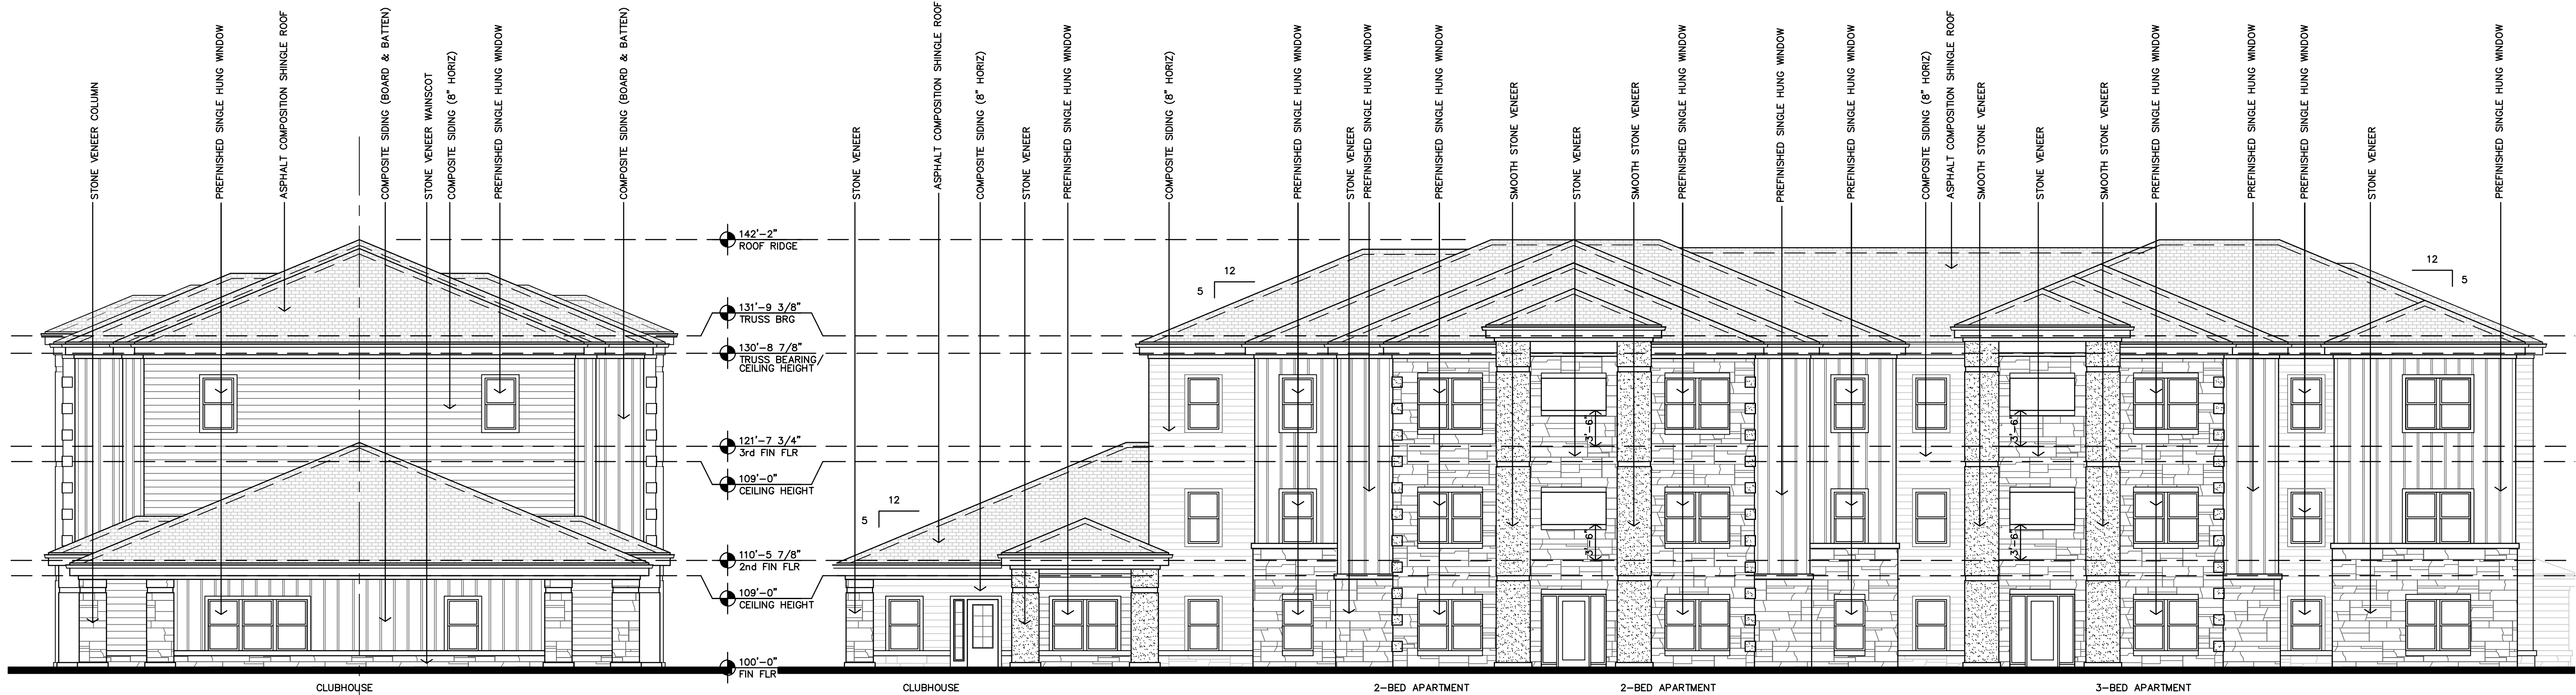 STONE VENEER COLUMN
PREFINISHED SINGLE HUNG WINDOW
ASPHALT COMPOSITION SHINGLE ROOF
COMPOSITE SIDING (BOARD & BATTEN)
STONE VENEER WAINSCOT
COMPOSITE SIDING (8" HORIZ)
PREFINISHED SINGLE HUNG WINDOW
COMPOSITE SIDING (BOARD & BATTEN)
STONE VENEER
ASPHALT COMPOSITION SHINGLE ROOF
COMPOSITE SIDING (8" HORIZ)
STONE VENEER
PREFINISHED SINGLE HUNG WINDOW
COMPOSITE SIDING (8" HORIZ)
PREFINISHED SINGLE HUNG WINDOW
STONE VENEER
PREFINISHED SINGLE HUNG WINDOW
PREFINISHED SINGLE HUNG WINDOW
SMOOTH STONE VENEER
STONE VENEER
SMOOTH STONE VENEER
PREFINISHED SINGLE HUNG WINDOW
PREFINISHED SINGLE HUNG WINDOW
PREFINISHED SINGLE HUNG WINDOW
COMPOSITE SIDING (8" HORIZ)
ASPHALT COMPOSITION SHINGLE ROOF
SMOOTH STONE VENEER
STONE VENEER
SMOOTH STONE VENEER
PREFINISHED SINGLE HUNG WINDOW
PREFINISHED SINGLE HUNG WINDOW
PREFINISHED SINGLE HUNG WINDOW
STONE VENEER
PREFINISHED SINGLE HUNG WINDOW
142'-2"
ROOF RIDGE
131'-9 3/8"
TRUSS BRG
130'-8 7/8"
TRUSS BEARING/
CEILING HEIGHT
121'-7 3/4"
3rd FIN FLR
109'-0"
CEILING HEIGHT
110'-5 7/8"
2nd FIN FLR
109'-0"
CEILING HEIGHT
100'-0"
FIN FLR
12
5
12
5
12
5
3'-6"
3'-6"
3'-6"
3'-6"
CLUBHOUSE
CLUBHOUSE
2-BED APARTMENT
2-BED APARTMENT
3-BED APARTMENT